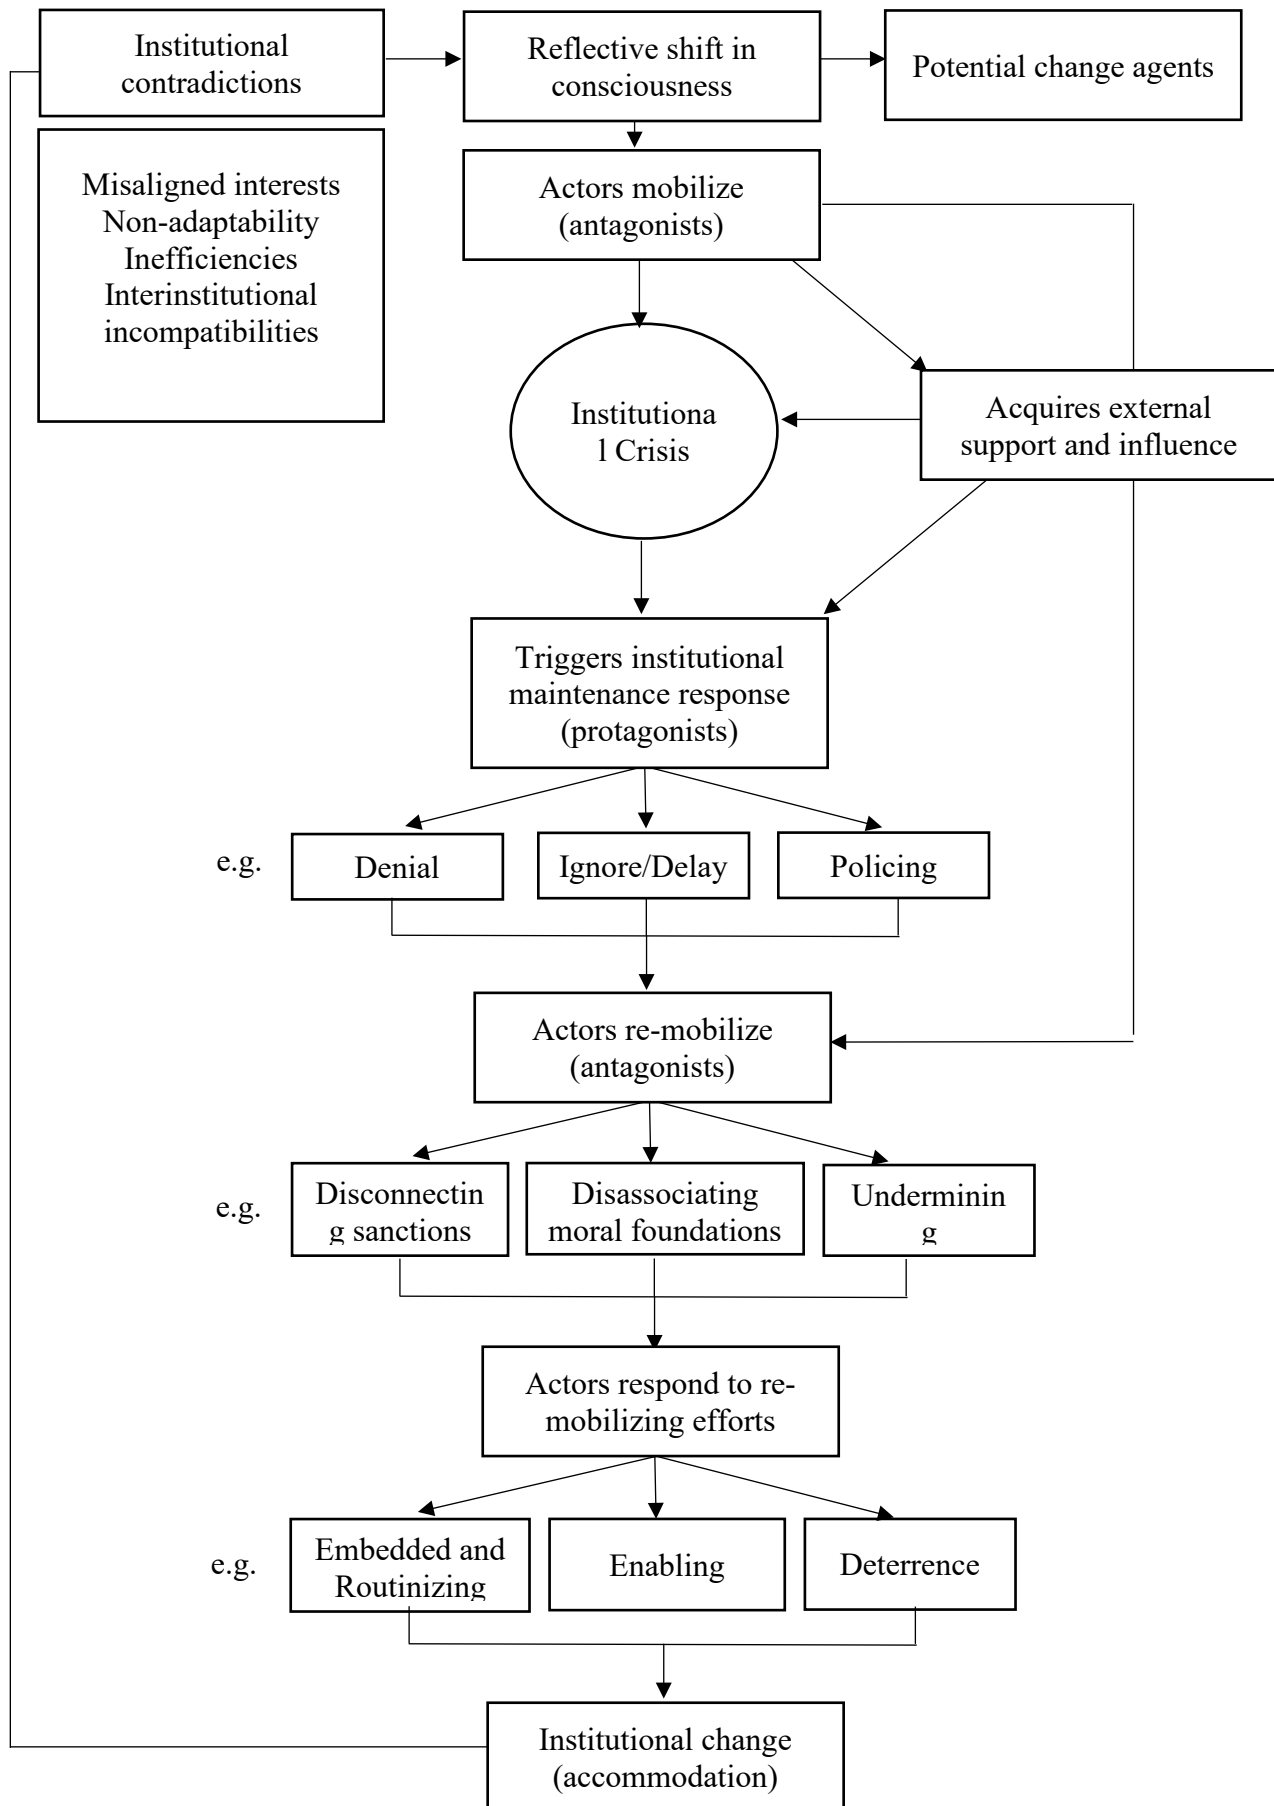 Institutional
contradictions
Reflective shift in
consciousness
Potential change agents
Misaligned interests
Non-adaptability
Inefficiencies
Interinstitutional
incompatibilities
Actors mobilize
(antagonists)
Institutiona
l Crisis
Acquires external
support and influence
Triggers institutional
maintenance response
(protagonists)
e.g.
Denial
Ignore/Delay
Policing
Actors re-mobilize
(antagonists)
e.g.
Disconnectin
g sanctions
Disassociating
moral foundations
Underminin
g
Actors respond to re-
mobilizing efforts
e.g.
Embedded and
Routinizing
Enabling
Deterrence
Institutional change
(accommodation)